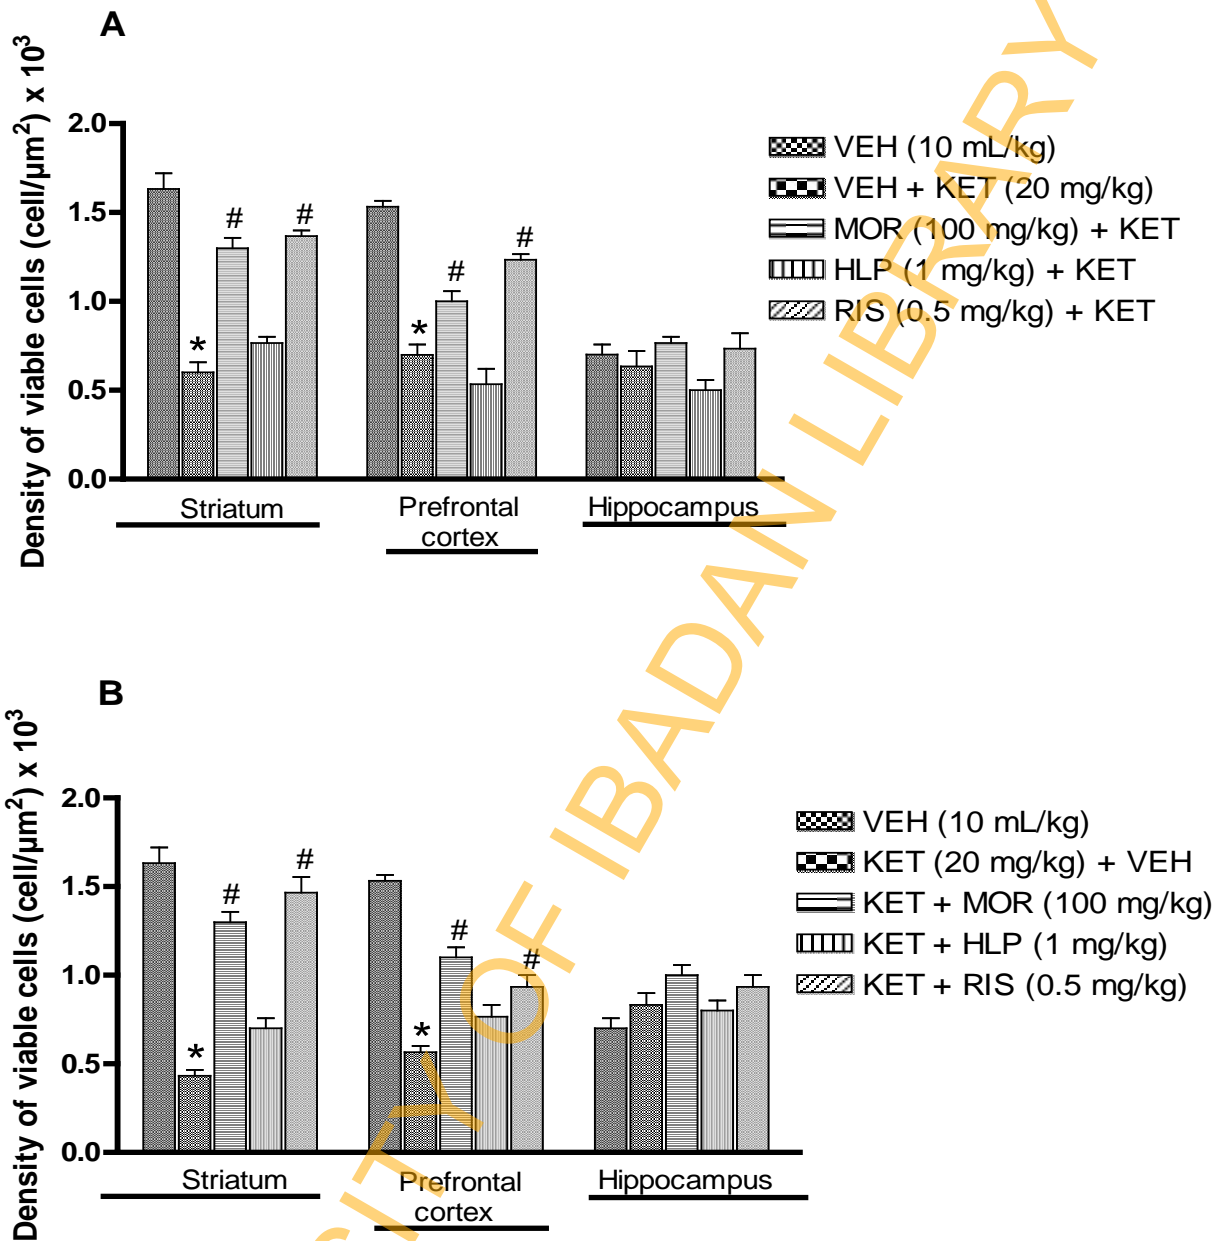 A
Density of viable cells (cell/µm²) x 10³
2.0
1.5
1.0
0.5
0.0
* # #
* # #
Striatum
Prefrontal
cortex
Hippocampus
VEH (10 mL/kg)
VEH + KET (20 mg/kg)
MOR (100 mg/kg) + KET
HLP (1 mg/kg) + KET
RIS (0.5 mg/kg) + KET
B
Density of viable cells (cell/µm²) x 10³
2.0
1.5
1.0
0.5
0.0
* # #
* # #
Striatum
Prefrontal
cortex
Hippocampus
VEH (10 mL/kg)
KET (20 mg/kg) + VEH
KET + MOR (100 mg/kg)
KET + HLP (1 mg/kg)
KET + RIS (0.5 mg/kg)
SITY OF IBADAN LIBRARY